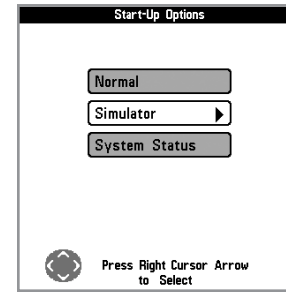 Start-Up Options
Normal
Simulator
System Status
Press Right Cursor Arrow
to Select